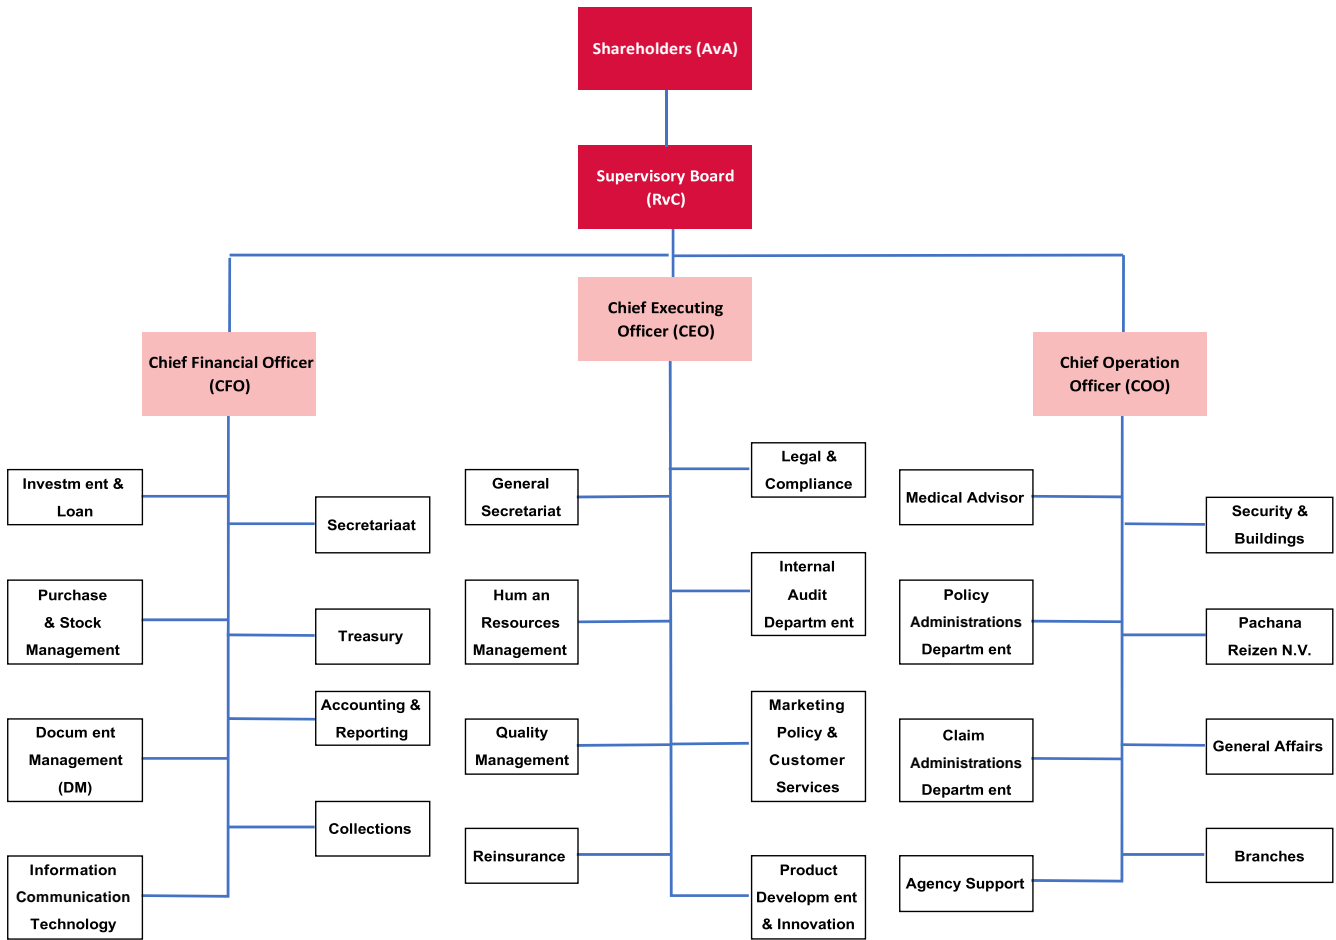 Shareholders (AvA)
Supervisory Board
(RvC)
Chief Executing
Officer (CEO)
Chief Financial Officer
(CFO)
Chief Operation
Officer (COO)
Investm ent &
Loan
Purchase
& Stock
Management
Docum ent
Management
(DM)
Information
Communication
Technology
Secretariaat
Treasury
Accounting &
Reporting
Collections
General
Secretariat
Hum an
Resources
Management
Quality
Management
Reinsurance
Legal &
Compliance
Internal
Audit
Departm ent
Marketing
Policy &
Customer
Services
Product
Developm ent
& Innovation
Medical Advisor
Policy
Administrations
Departm ent
Claim
Administrations
Departm ent
Agency Support
Security &
Buildings
Pachana
Reizen N.V.
General Affairs
Branches